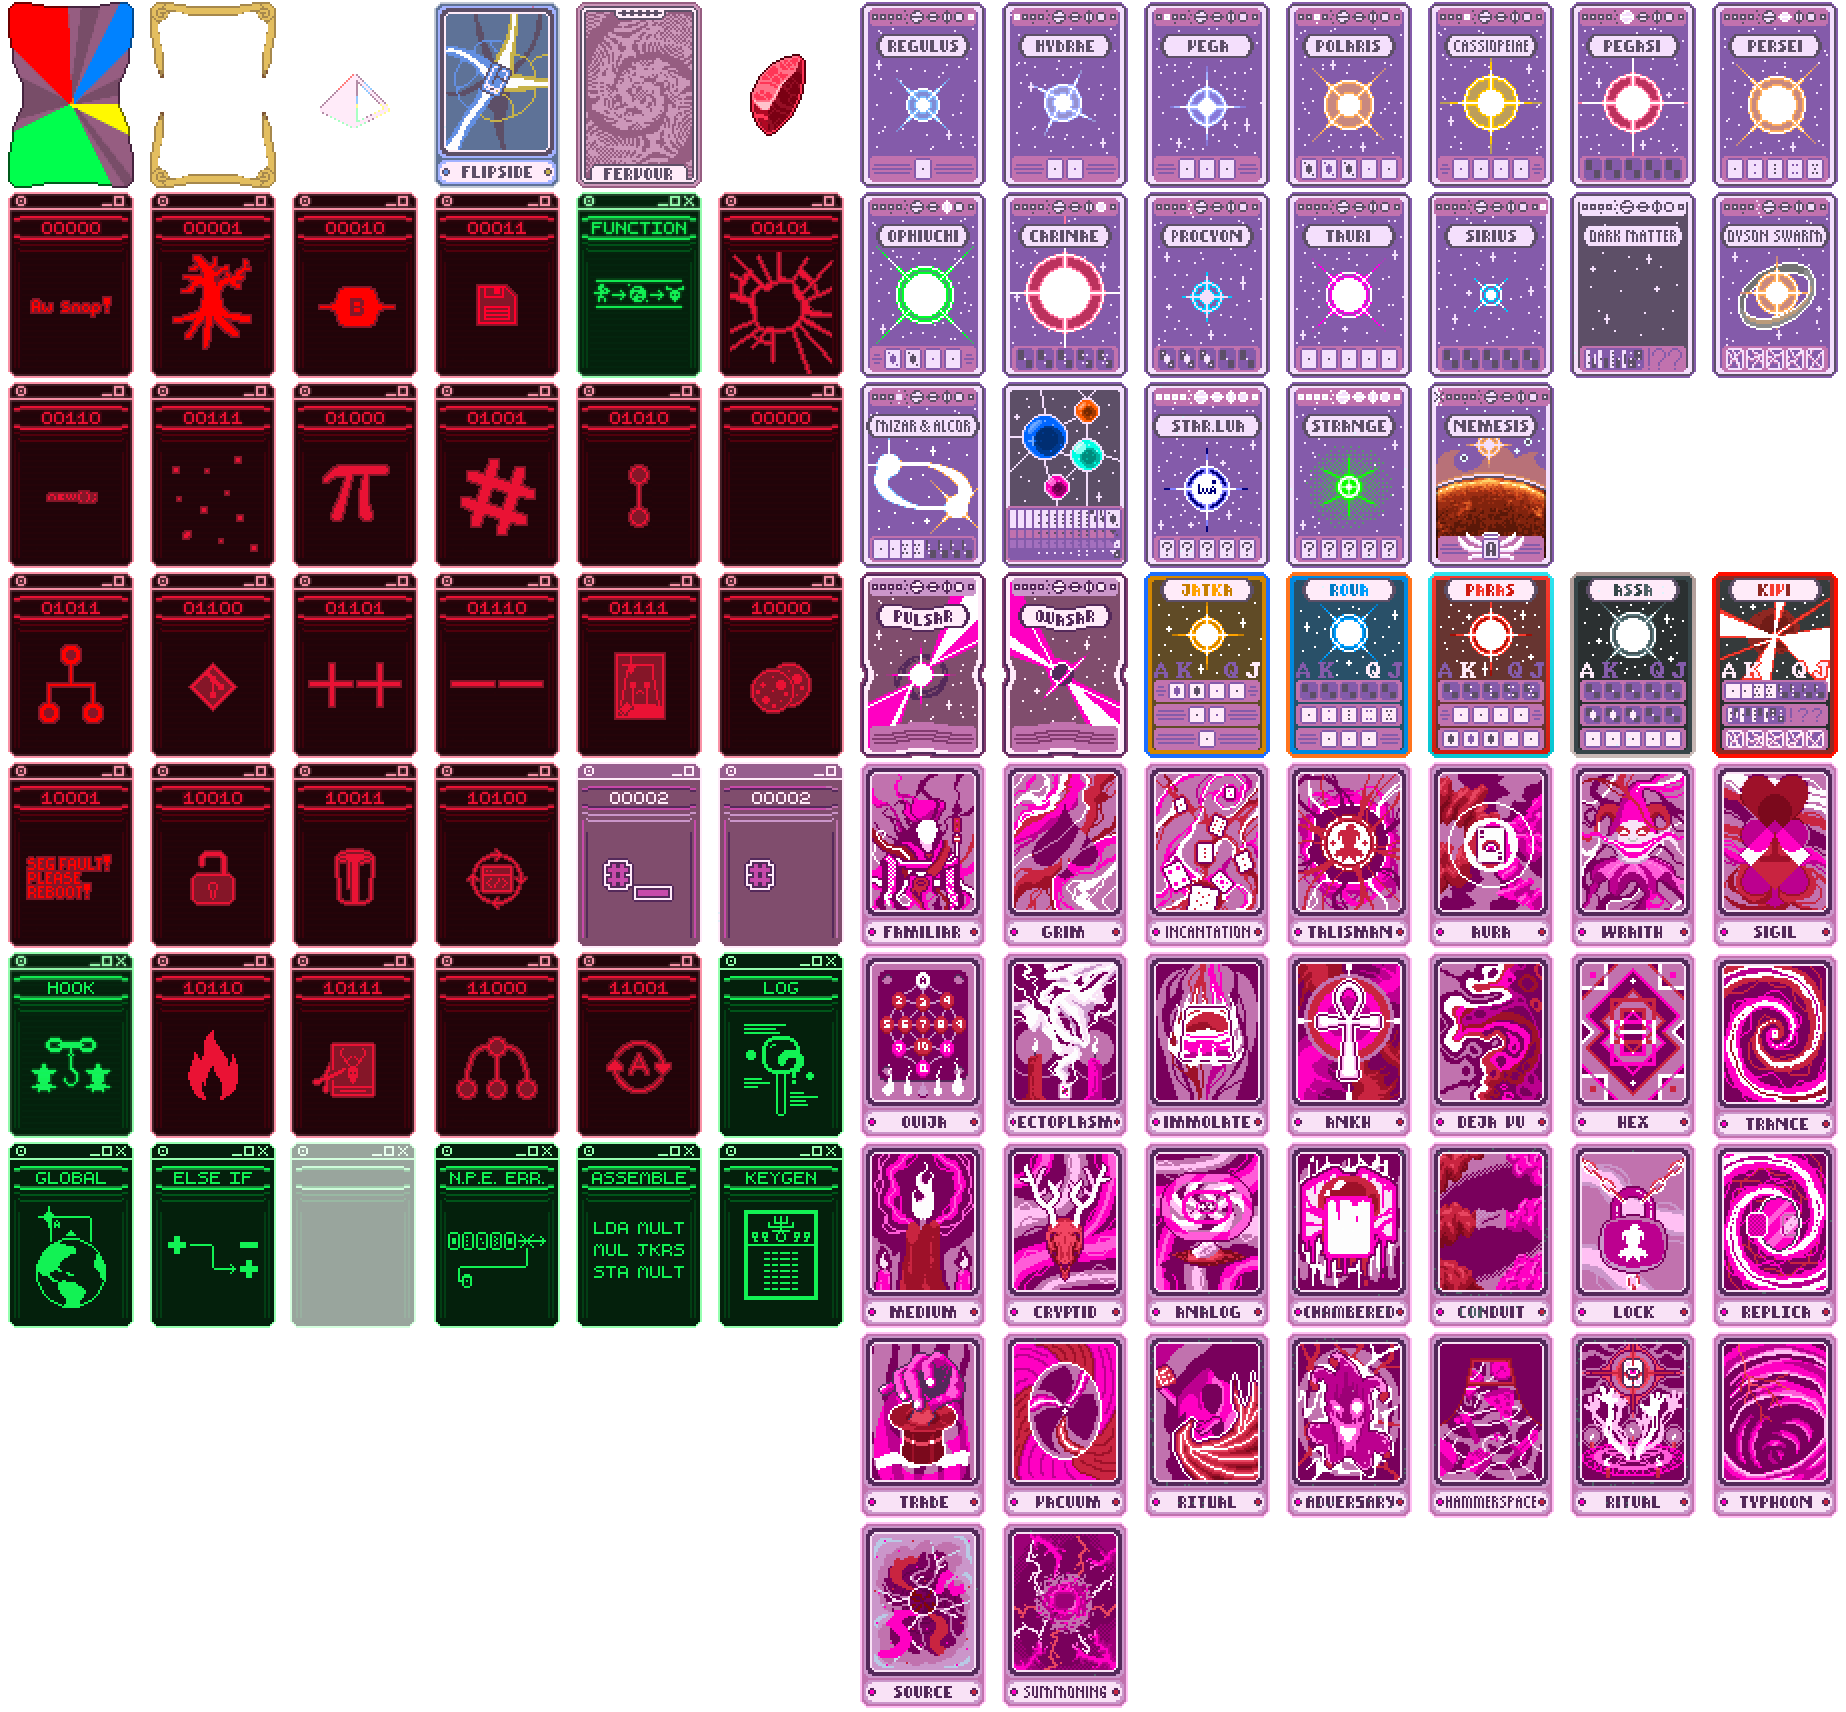 REGULUS
HYDRAE
VEGA
POLARIS
CASSIOPEIAE
PEGASI
PERSEI
FLIPSIDE
FERVOUR
00000
00001
00010
00011
FUNCTION
00101
OPHIUCHI
CARINAE
PROCYON
TAURI
SIRIUS
DARK MATTER
DYSON SWARM
Aw Snap!
B
00110
00111
01000
01001
01010
00000
MIZAR & ALCOR
STAR.LUA
STRANGE
NEMESIS
new();
π
#
LUA
? ? ? ? ?
? ? ? ? ?
A
01011
01100
01101
01110
01111
10000
PULSAR
QUASAR
JATKA
ROUA
PARAS
ASSA
KIVI
++
A K Q J
A K Q J
A K Q J
A K Q J
A K Q J
10001
10010
10011
10100
00002
00002
SEG FAULT!
PLEASE
REBOOT!
#_
#
FAMILIAR
GRIM
INCANTATION
TALISMAN
AURA
WRAITH
SIGIL
HOOK
10110
10111
11000
11001
LOG
A
OUIJA
ECTOPLASM
IMMOLATE
ANKH
DEJA VU
HEX
TRANCE
GLOBAL
ELSE IF
N.P.E. ERR.
ASSEMBLE
KEYGEN
LDA MULT
MUL JKRS
STA MULT
MEDIUM
CRYPTID
ANALOG
CHAMBERED
CONDUIT
LOCK
REPLICA
TRADE
VACUUM
RITUAL
ADVERSARY
HAMMERSPACE
RITUAL
TYPHOON
SOURCE
SUMMONING